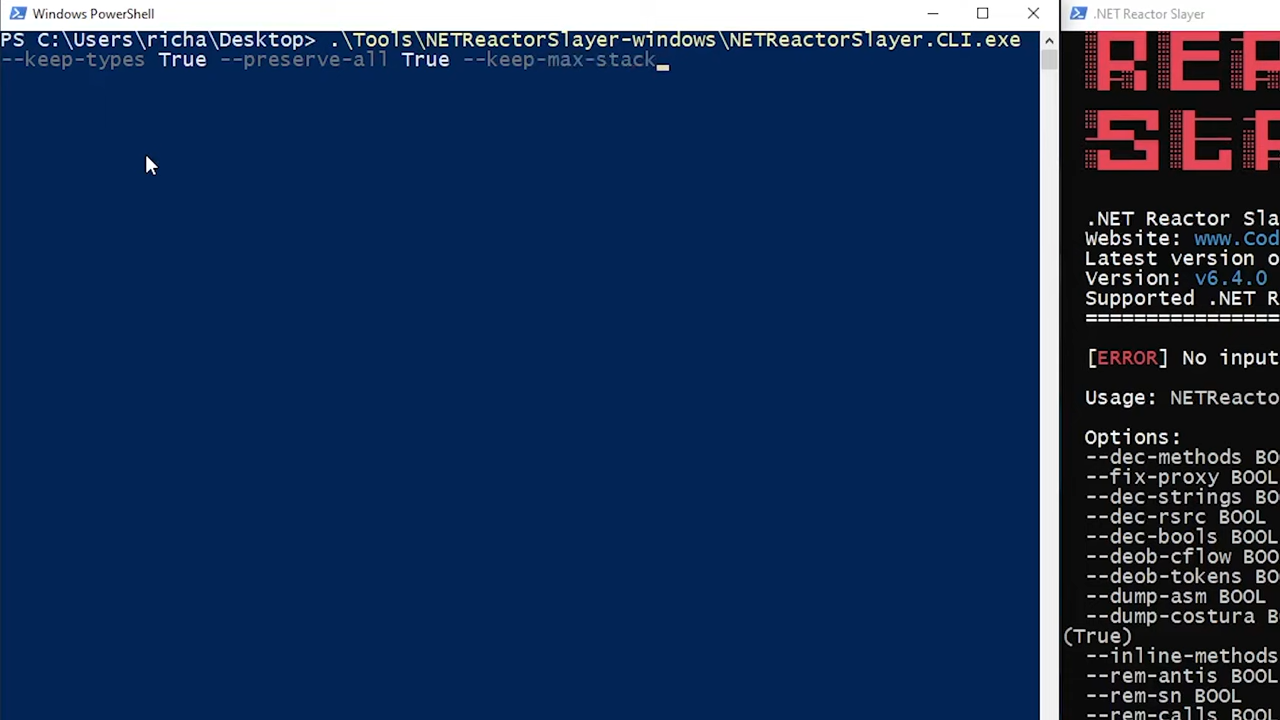 Windows PowerShell
PS C:\Users\richa\Desktop> .\Tools\NETReactorSlayer-windows\NETReactorSlayer.CLI.exe
--keep-types True --preserve-all True --keep-max-stack_
.NET Reactor Slayer
REA
SLA
.NET Reactor Sla
Website: www.Cod
Latest version o
Version: v6.4.0
Supported .NET R
================
[ERROR] No input
Usage: NETReacto
Options:
--dec-methods BO
--fix-proxy BOOL
--dec-strings BO
--dec-rsrc BOOL
--dec-bools BOOL
--deob-cflow BOO
--deob-tokens BO
--dump-asm BOOL
--dump-costura B
(True)
--inline-methods
--rem-antis BOOL
--rem-sn BOOL
--rem-calls BOOL